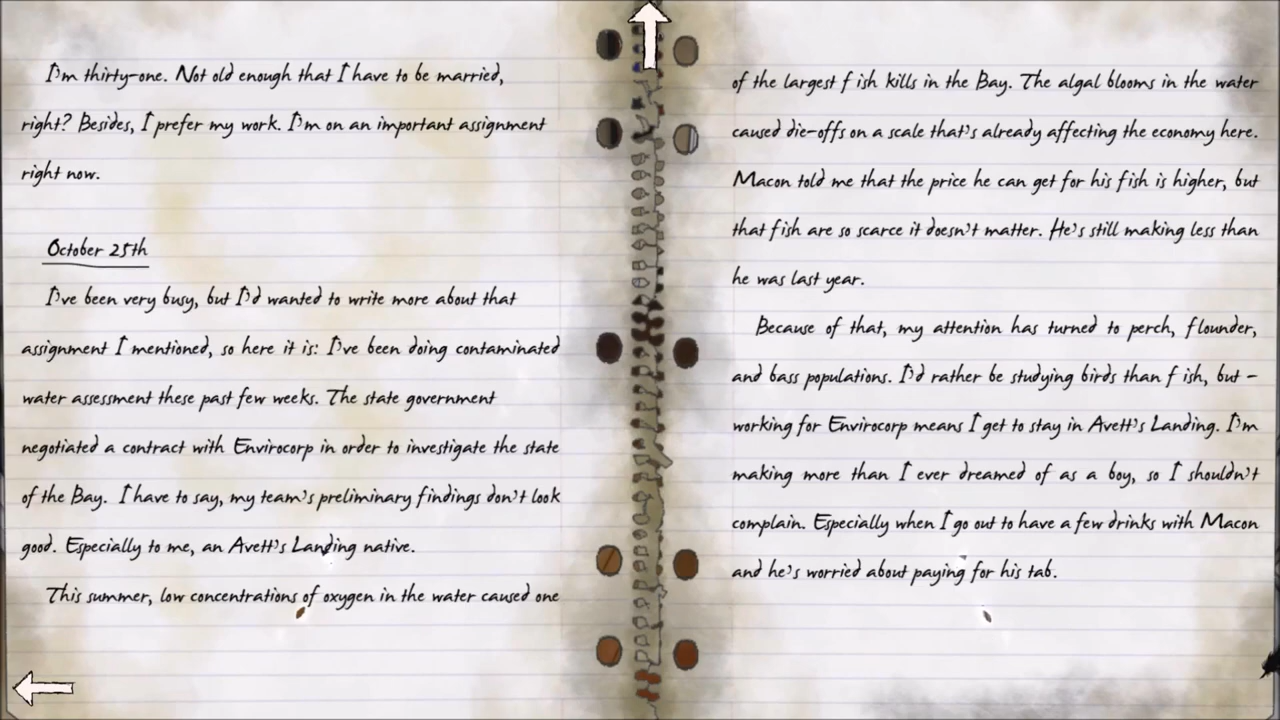 I'm thirty-one. Not old enough that I have to be married,
right? Besides, I prefer my work. I'm on an important assignment
right now.
October 25th
I've been very busy, but I'd wanted to write more about that
assignment I mentioned, so here it is: I've been doing contaminated
water assessment these past few weeks. The state government
negotiated a contract with Envirocorp in order to investigate the state
of the Bay. I have to say, my team's preliminary findings don't look
good. Especially to me, an Avett's Landing native.
This summer, low concentrations of oxygen in the water caused one
of the largest fish kills in the Bay. The algal blooms in the water
caused die-offs on a scale that's already affecting the economy here.
Macon told me that the price he can get for his fish is higher, but
that fish are so scarce it doesn't matter. He's still making less than
he was last year.
Because of that, my attention has turned to perch, flounder,
and bass populations. I'd rather be studying birds than fish, but -
working for Envirocorp means I get to stay in Avett's Landing. I'm
making more than I ever dreamed of as a boy, so I shouldn't
complain. Especially when I go out to have a few drinks with Macon
and he's worried about paying for his tab.